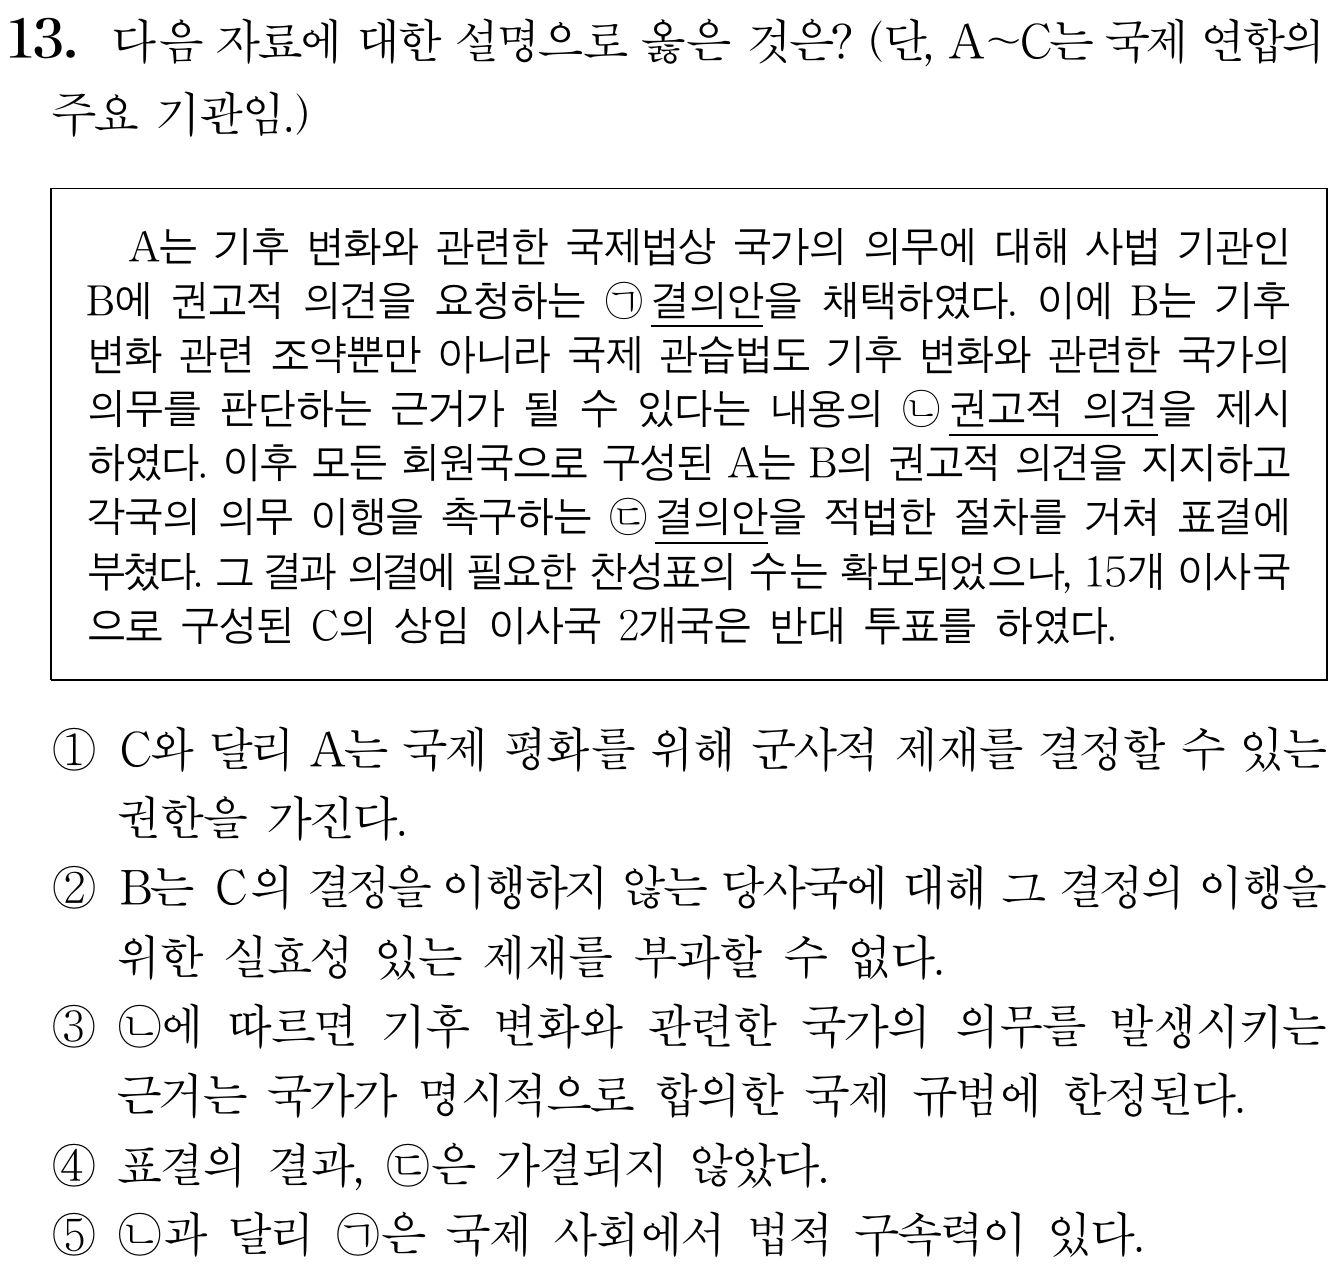 13. 다음 자료에 대한 설명으로 옳은 것은? (단, A~C는 국제 연합의
주요 기관임.)
A는 기후 변화와 관련한 국제법상 국가의 의무에 대해 사법 기관인
B에 권고적 의견을 요청하는 ㉠결의안을 채택하였다. 이에 B는 기후
변화 관련 조약뿐만 아니라 국제 관습법도 기후 변화와 관련한 국가의
의무를 판단하는 근거가 될 수 있다는 내용의 ㉡권고적 의견을 제시
하였다. 이후 모든 회원국으로 구성된 A는 B의 권고적 의견을 지지하고
각국의 의무 이행을 촉구하는 ㉢결의안을 적법한 절차를 거쳐 표결에
부쳤다. 그 결과 의결에 필요한 찬성표의 수는 확보되었으나, 15개 이사국
으로 구성된 C의 상임 이사국 2개국은 반대 투표를 하였다.
① C와 달리 A는 국제 평화를 위해 군사적 제재를 결정할 수 있는
권한을 가진다.
② B는 C의 결정을 이행하지 않는 당사국에 대해 그 결정의 이행을
위한 실효성 있는 제재를 부과할 수 없다.
③ ㉡에 따르면 기후 변화와 관련한 국가의 의무를 발생시키는
근거는 국가가 명시적으로 합의한 국제 규범에 한정된다.
④ 표결의 결과, ㉢은 가결되지 않았다.
⑤ ㉡과 달리 ㉠은 국제 사회에서 법적 구속력이 있다.